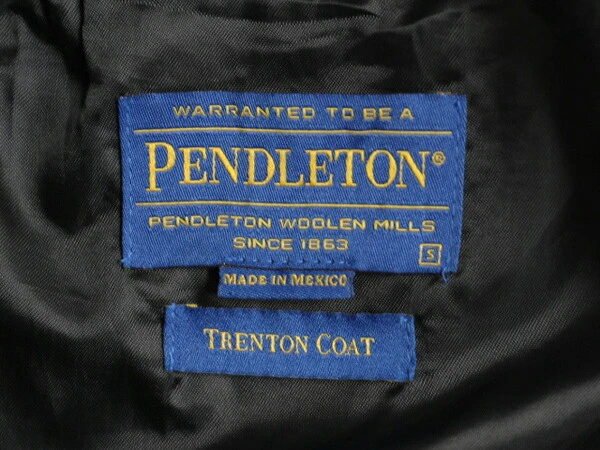 WARRANTED TO BE A
PENDLETON®
PENDLETON WOOLEN MILLS
SINCE 1863
S
MADE IN MEXICO
TRENTON COAT